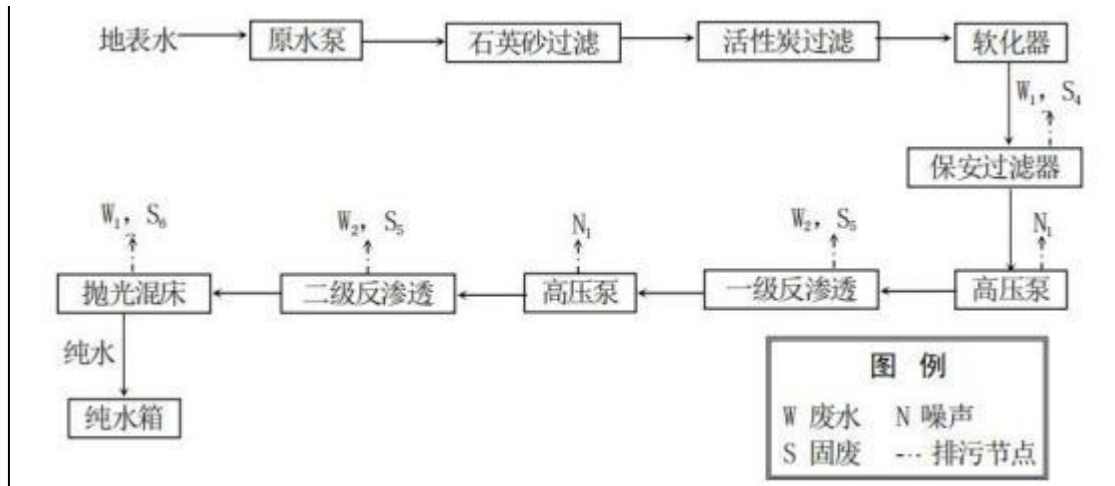 地表水 原水泵 石英砂过滤 活性炭过滤 软化器
W₁, S₄
保安过滤器
W₁, S₆ W₂, S₅ N₁ W₂, S₅ N₁
抛光混床 二级反渗透 高压泵 一级反渗透 高压泵
纯水
纯水箱
图 例
W 废水 N 噪声
S 固废 -·· 排污节点